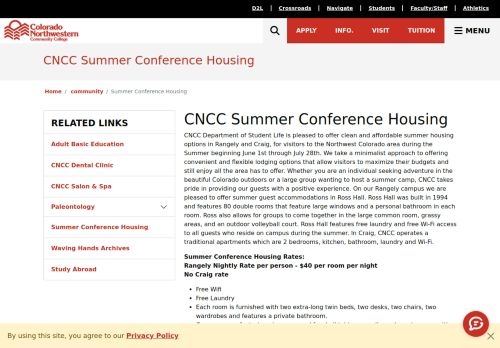 D2L | Crossroads | Navigate | Students | Faculty/Staff | Athletics
Colorado
Northwestern
Community College
APPLY INFO. VISIT TUITION MENU
CNCC Summer Conference Housing
Home / community / Summer Conference Housing
RELATED LINKS
Adult Basic Education
CNCC Dental Clinic
CNCC Salon & Spa
Paleontology
Summer Conference Housing
Waving Hands Archives
Study Abroad
CNCC Summer Conference Housing
CNCC Department of Student Life is pleased to offer clean and affordable summer housing
options in Rangely and Craig, for visitors to the Northwest Colorado area during the
Summer beginning June 1st through July 28th. We take a minimalist approach to offering
convenient and flexible lodging options that allow visitors to maximize their budgets and
still enjoy all the area has to offer. Whether you are an individual seeking adventure in the
beautiful Colorado outdoors or a large group wanting to host a summer camp, CNCC takes
pride in providing our guests with a positive experience. On our Rangely campus we are
pleased to offer summer guest accommodations in Ross Hall. Ross Hall was built in 1994
and features 80 double rooms that feature large windows and a personal bathroom in each
room. Ross also allows for groups to come together in the large common room, grassy
areas, and an outdoor volleyball court. Ross Hall features free laundry and free Wi-Fi access
to all guests who reside on campus during the summer. In Craig, CNCC operates a
traditional apartments which are 2 bedrooms, kitchen, bathroom, laundry and Wi-Fi.
Summer Conference Housing Rates:
Rangely Nightly Rate per person - $40 per room per night
No Craig rate
Free Wifi
Free Laundry
Each room is furnished with two extra-long twin beds, two desks, two chairs, two
wardrobes and features a private bathroom.
By using this site, you agree to our Privacy Policy